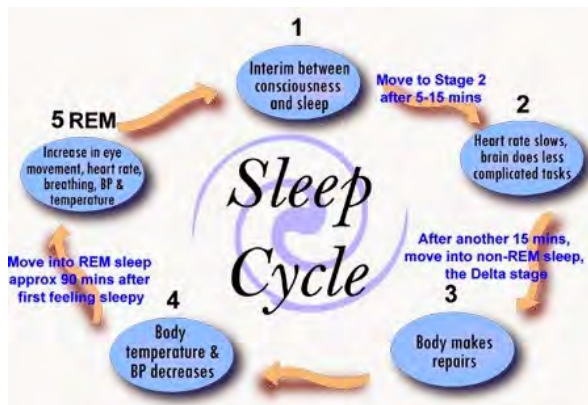 1
Interim between
consciousness
and sleep
Move to Stage 2
after 5-15 mins
2
Heart rate slows,
brain does less
complicated tasks
After another 15 mins,
move into non-REM sleep,
the Delta stage
3
Body makes
repairs
4
Body
temperature &
BP decreases
Move into REM sleep
approx 90 mins after
first feeling sleepy
5 REM
Increase in eye
movement, heart rate,
breathing, BP &
temperature
Sleep
Cycle